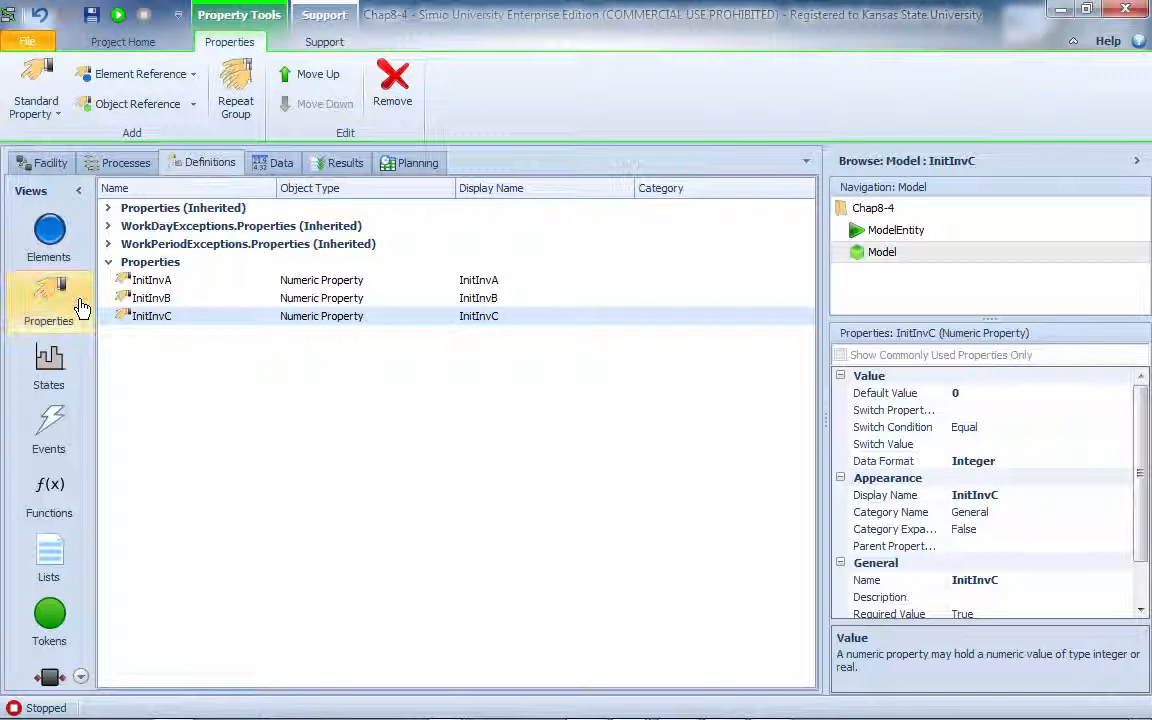 Property Tools
Support
Chap8-4 - Simio University Enterprise Edition (COMMERCIAL USE PROHIBITED) - Registered to Kansas State University
File
Project Home
Properties
Support
Help
Standard Property
Element Reference
Object Reference
Repeat Group
Move Up
Move Down
Remove
Add
Edit
Facility
Processes
Definitions
Data
Results
Planning
Browse: Model : InitInvC
Views
Name
Object Type
Display Name
Category
Navigation: Model
Properties (Inherited)
Chap8-4
WorkDayExceptions.Properties (Inherited)
ModelEntity
WorkPeriodExceptions.Properties (Inherited)
Model
Elements
Properties
InitInvA
Numeric Property
InitInvA
InitInvB
Numeric Property
InitInvB
InitInvC
Numeric Property
InitInvC
Properties
States
Events
f(x)
Functions
Lists
Tokens
Properties: InitInvC (Numeric Property)
Show Commonly Used Properties Only
Value
Default Value
0
Switch Propert...
Switch Condition
Equal
Switch Value
Data Format
Integer
Appearance
Display Name
InitInvC
Category Name
General
Category Expa...
False
Parent Propert...
General
Name
InitInvC
Description
Required Value
True
Value
A numeric property may hold a numeric value of type integer or
real.
Stopped